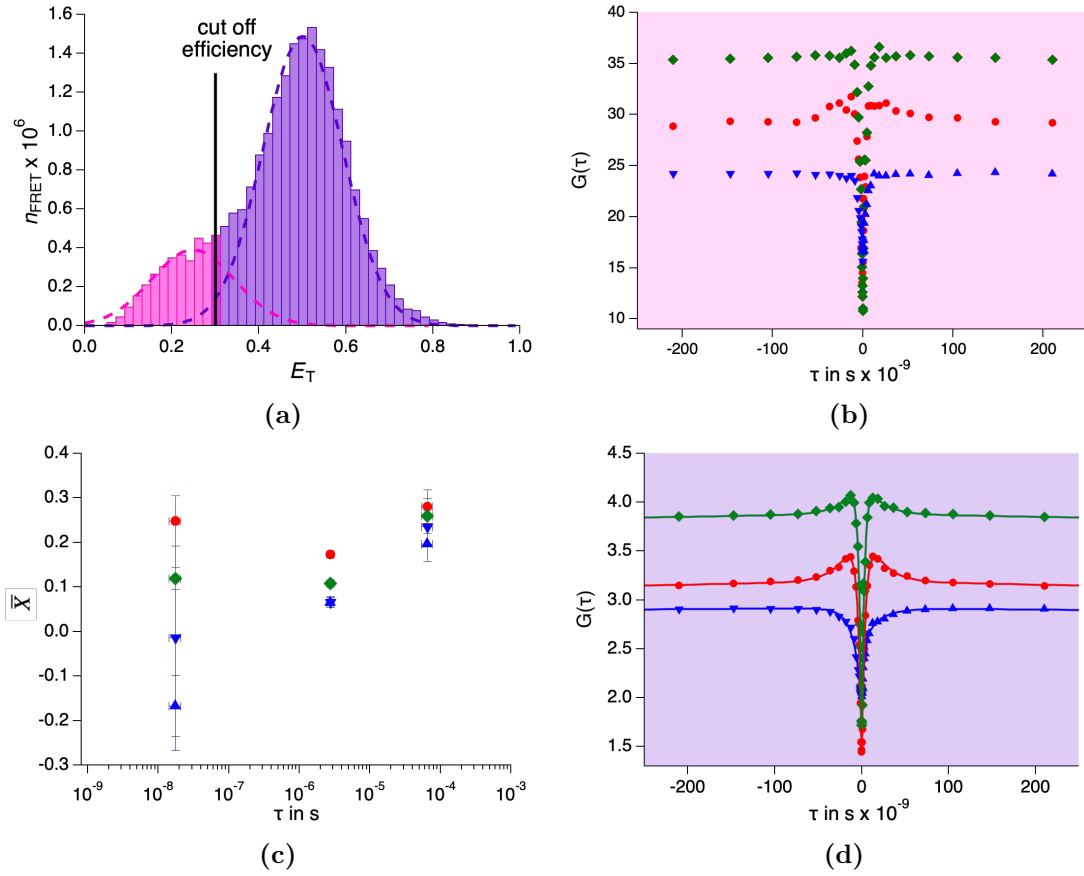 cut off
efficiency
1.6
1.4
1.2
1.0
0.8
0.6
0.4
0.2
0.0
n_FRET x 10^6
0.0 0.2 0.4 0.6 0.8 1.0
E_T
(a)
40
35
30
25
20
15
10
G(τ)
-200 -100 0 100 200
τ in s x 10^-9
(b)
0.4
0.3
0.2
0.1
0.0
-0.1
-0.2
-0.3
X̅
10^-9 10^-8 10^-7 10^-6 10^-5 10^-4 10^-3
τ in s
(c)
4.5
4.0
3.5
3.0
2.5
2.0
1.5
G(τ)
-200 -100 0 100 200
τ in s x 10^-9
(d)